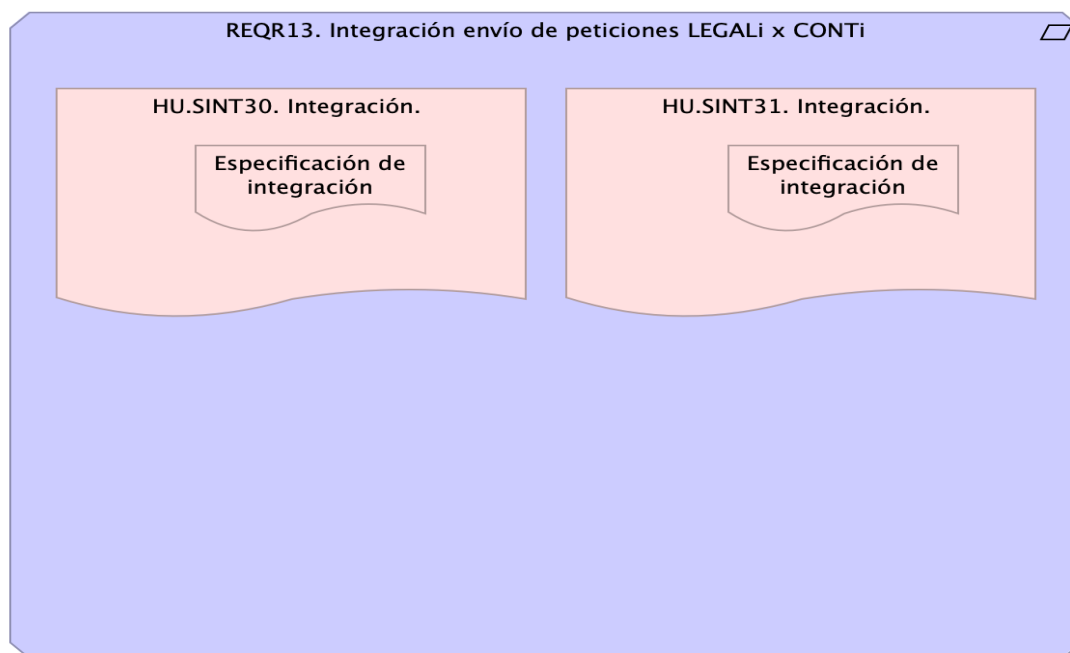 REQR13. Integración envío de peticiones LEGALi x CONTi
HU.SINT30. Integración.
Especificación de
integración
HU.SINT31. Integración.
Especificación de
integración